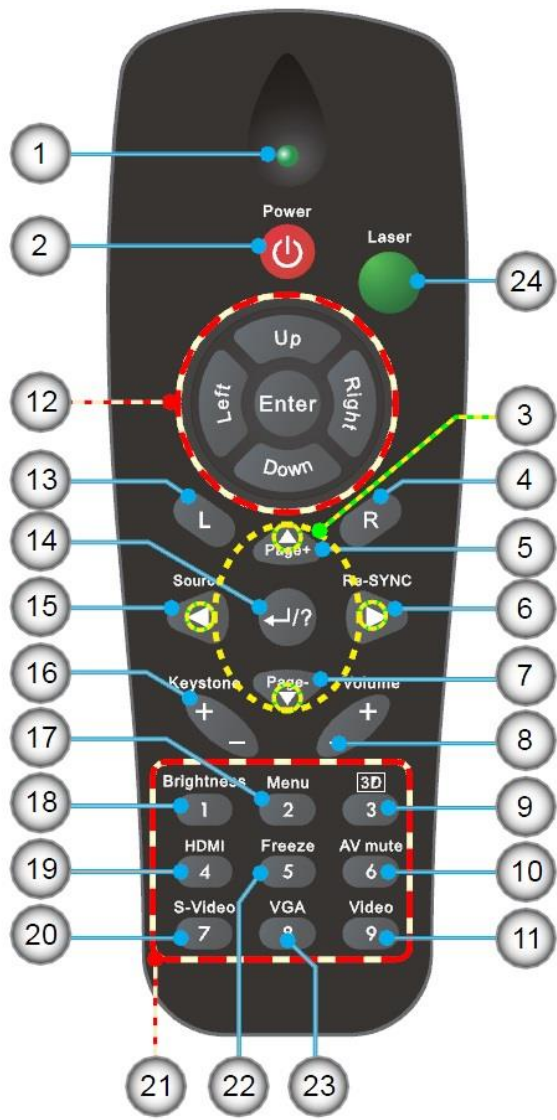 1
Power
2
Laser
24
Up
12
Left
Enter
Right
3
Down
13
4
L
R
14
Page+
5
Source
Re-SYNC
15
/?
6
16
Keystone
Page-
Volume
7
+
+
17
−
−
8
Brightness
Menu
3D
18
1
2
3
9
HDMI
Freeze
AV mute
19
4
5
6
10
S-Video
VGA
Video
20
7
8
9
11
21
22
23